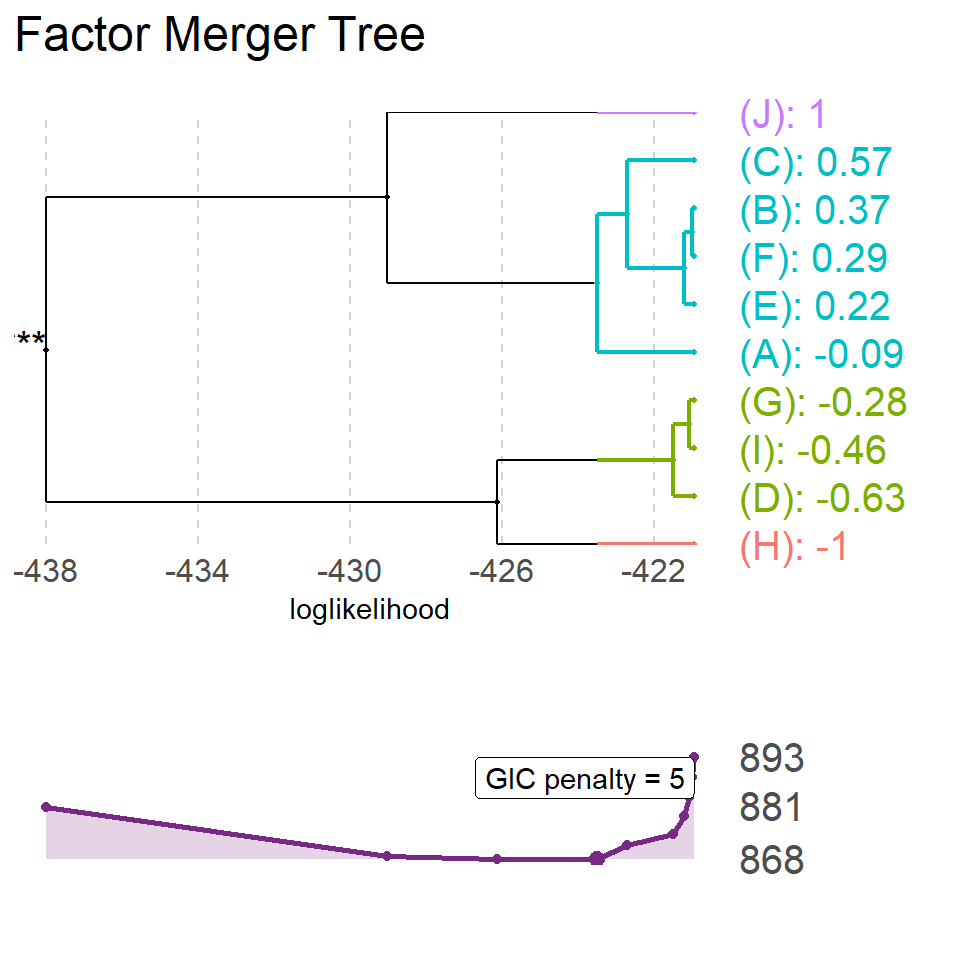 Factor Merger Tree
(J): 1
(C): 0.57
(B): 0.37
(F): 0.29
(E): 0.22
**
(A): -0.09
(G): -0.28
(I): -0.46
(D): -0.63
(H): -1
-438 -434 -430 -426 -422
loglikelihood
893
GIC penalty = 5
881
868